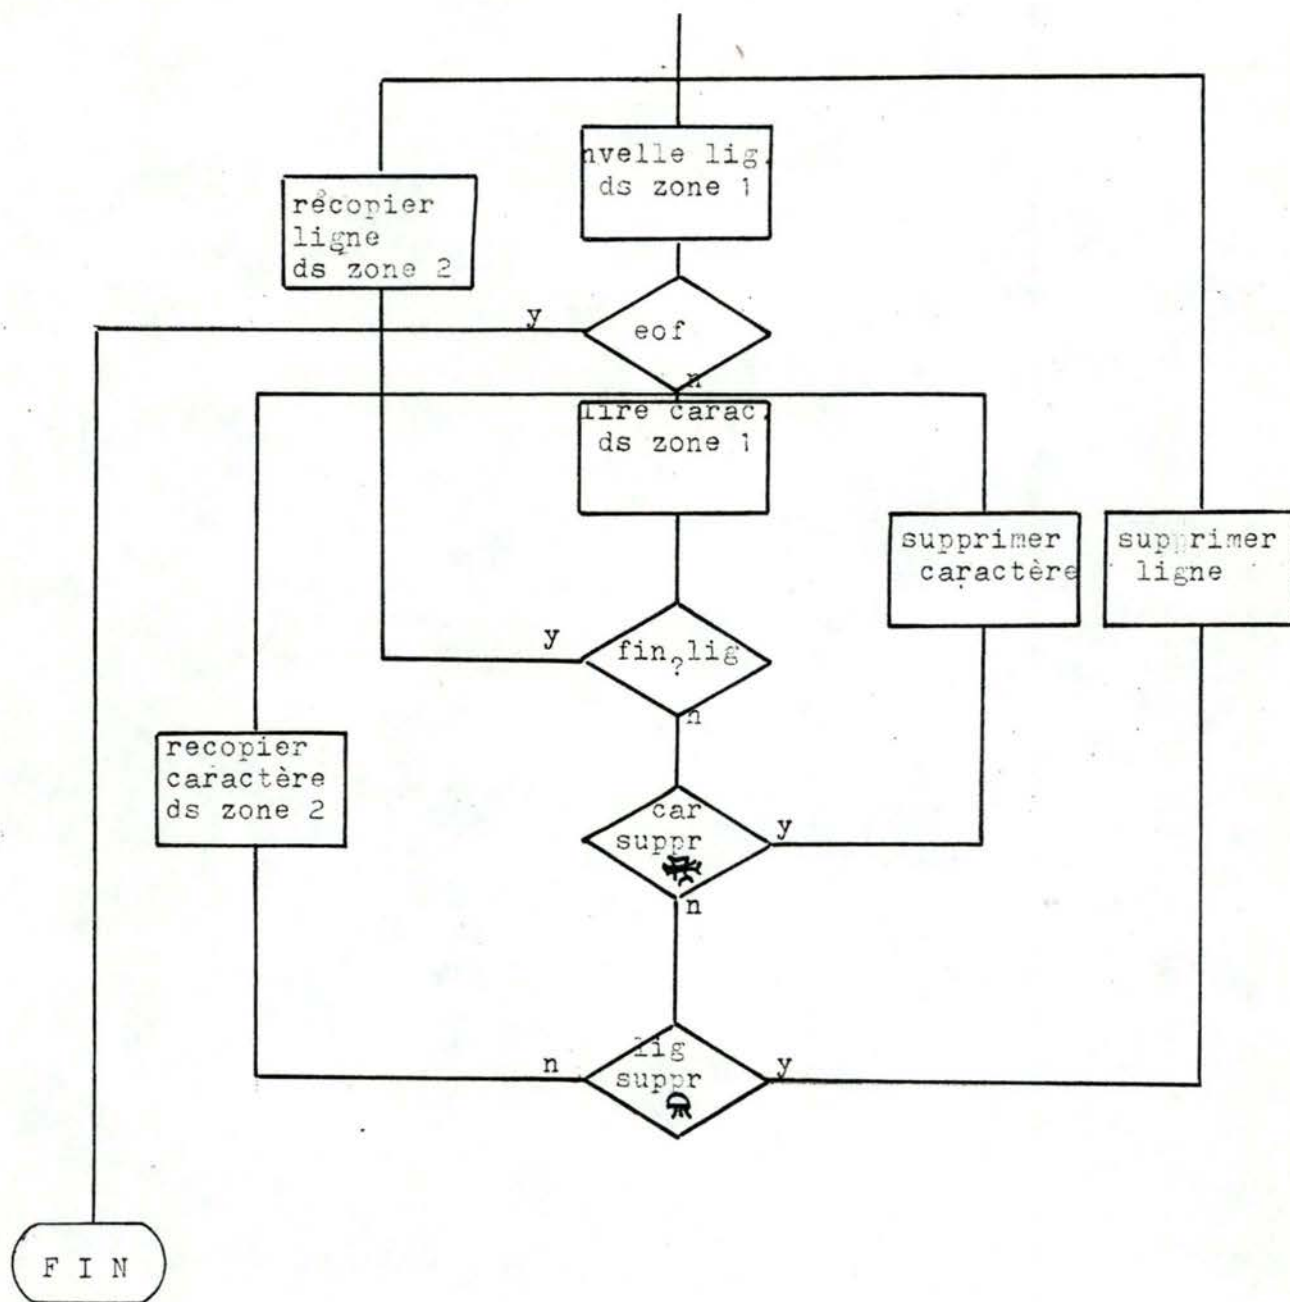 nvelle lig.
ds zone 1
récopier
ligne
ds zone 2
y
eof
n
lire carac.
ds zone 1
supprimer
caractère
supprimer
ligne
y
fin lig
?
n
recopier
caractère
ds zone 2
car
suppr
y
n
lig
suppr
n
y
F I N